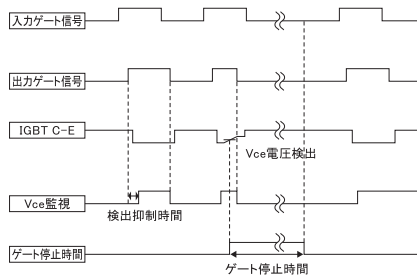 入力ゲート信号
出力ゲート信号
IGBT C-E
Vce電圧検出
Vce監視
検出抑制時間
ゲート停止時間
ゲート停止時間